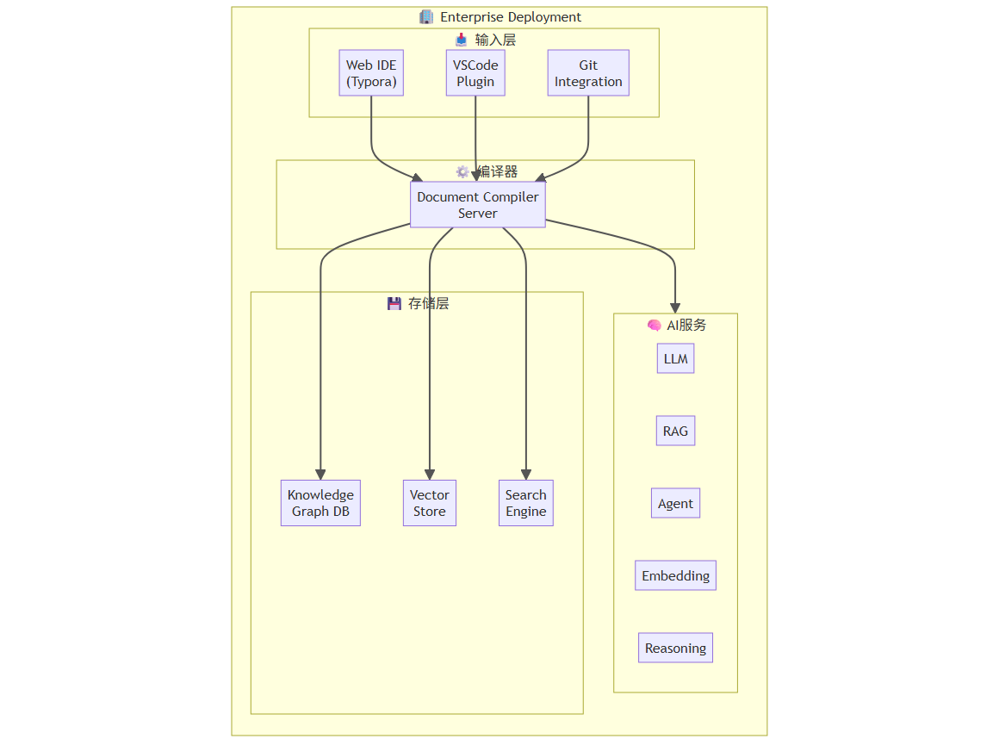 🏢 Enterprise Deployment
📥 输入层
Web IDE
(Typora)
VSCode
Plugin
Git
Integration
⚙️ 编译器
Document Compiler
Server
💾 存储层
Knowledge
Graph DB
Vector
Store
Search
Engine
🧠 AI服务
LLM
RAG
Agent
Embedding
Reasoning